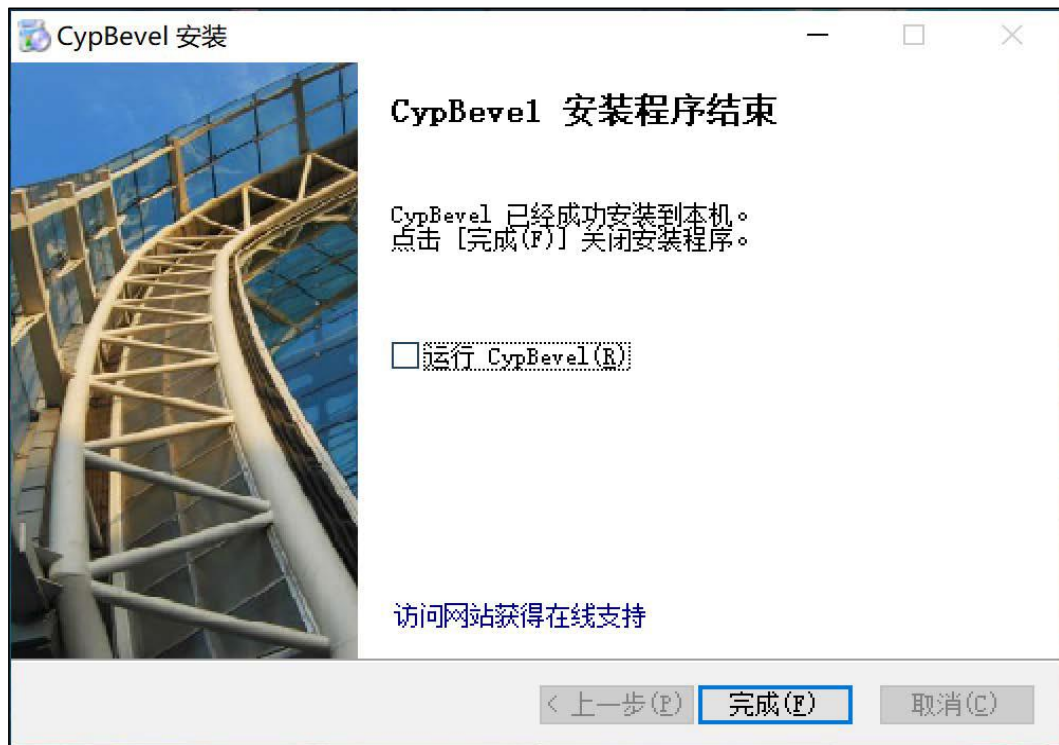 CypBevel 安装
CypBevel 安装程序结束
CypBevel 已经成功安装到本机。
点击 [完成(F)] 关闭安装程序。
运行 CypBevel(R)
访问网站获得在线支持
< 上一步(P)
完成(F)
取消(C)